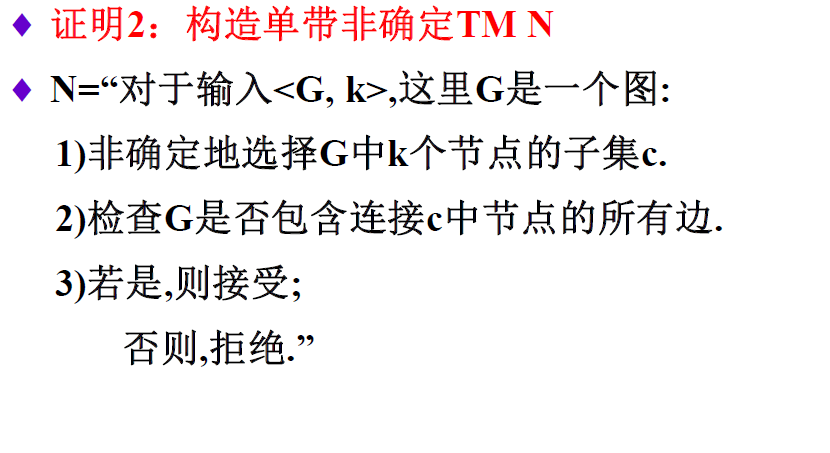 ♦ 证明2：构造单带非确定TM N
♦ N=“对于输入<G, k>,这里G是一个图:
1)非确定地选择G中k个节点的子集c.
2)检查G是否包含连接c中节点的所有边.
3)若是,则接受;
否则,拒绝.”